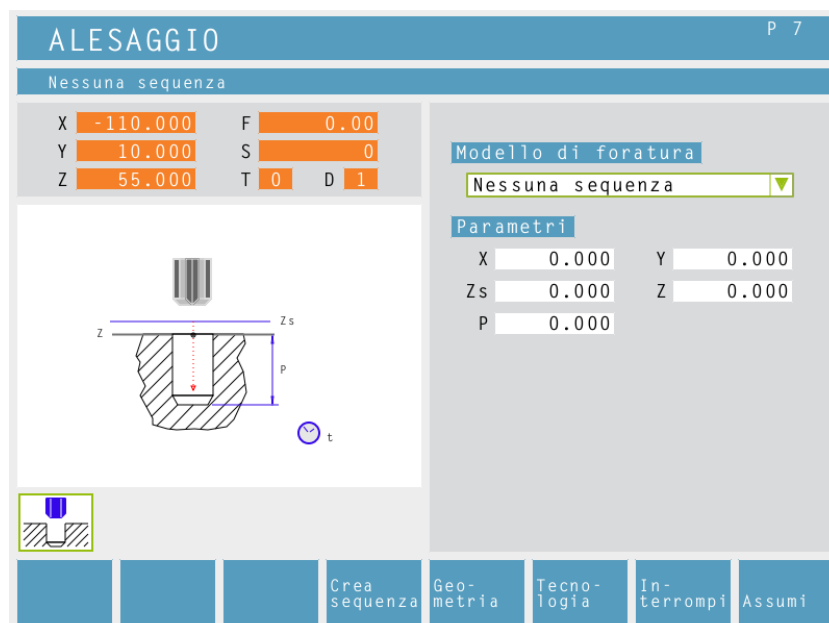 ALESAGGIO
P 7
Nessuna sequenza
X -110.000 F 0.00
Y 10.000 S 0
Z 55.000 T 0 D 1
Modello di foratura
Nessuna sequenza
Parametri
X 0.000 Y 0.000
Zs 0.000 Z 0.000
P 0.000
Zs
Z
P
t
Crea
sequenza
Geo-
metria
Tecno-
logia
In-
terrompi
Assumi